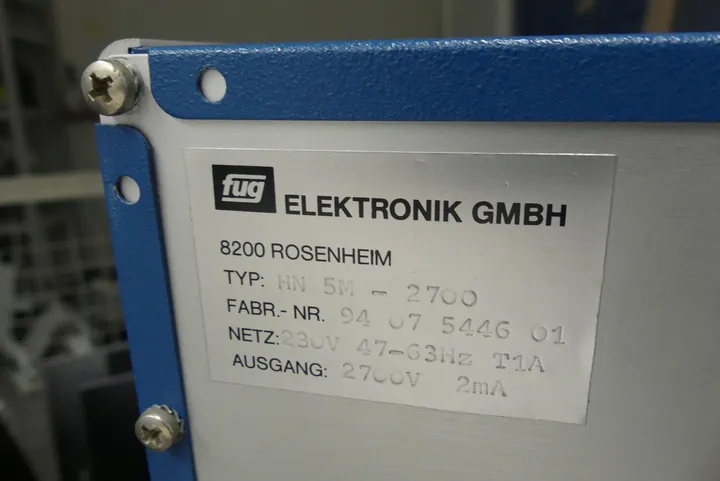 fug ELEKTRONIK GMBH
8200 ROSENHEIM
TYP: HN 5M - 2700
FABR.- NR. 94 07 5446 01
NETZ: 230V 47-63Hz T1A
AUSGANG: 2700V 2mA